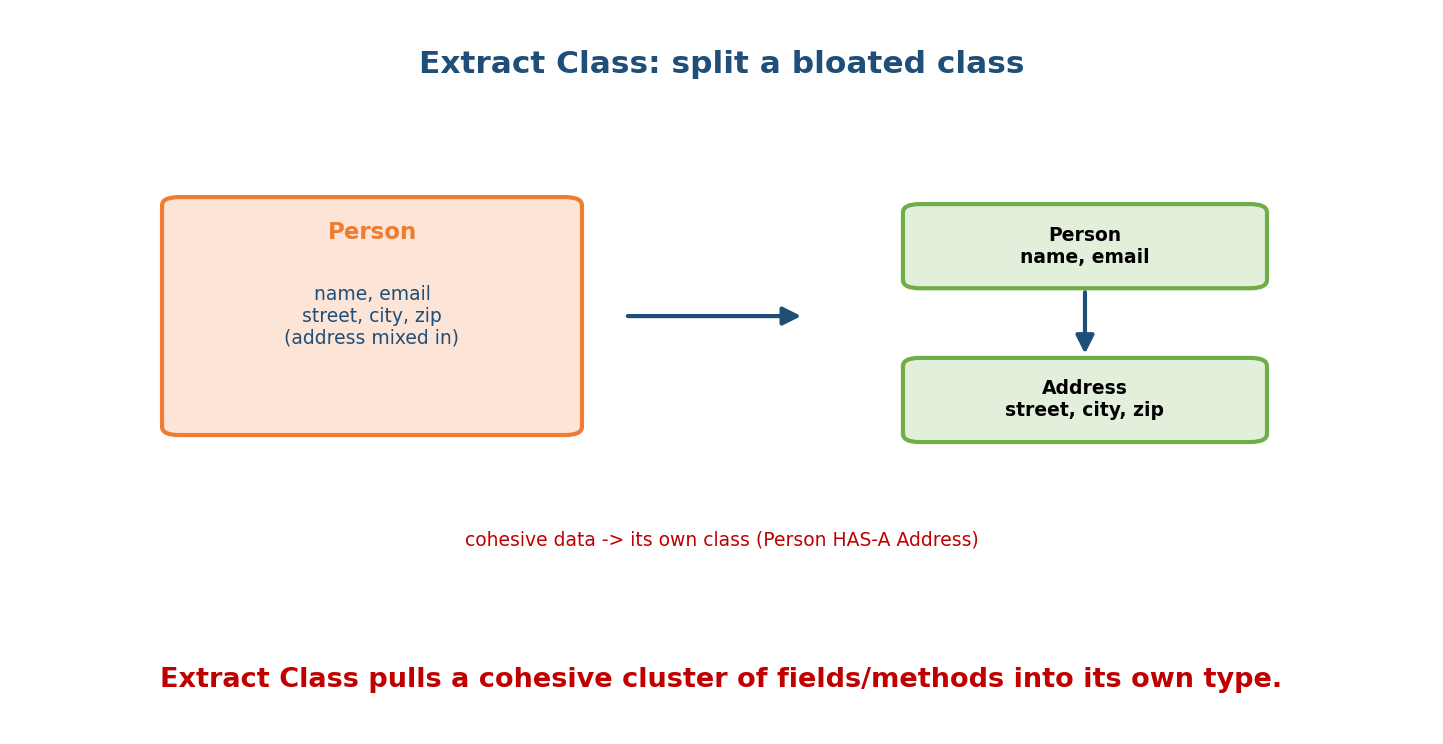 Extract Class: split a bloated class
Person
name, email
street, city, zip
(address mixed in)
Person
name, email
Address
street, city, zip
cohesive data -> its own class (Person HAS-A Address)
Extract Class pulls a cohesive cluster of fields/methods into its own type.